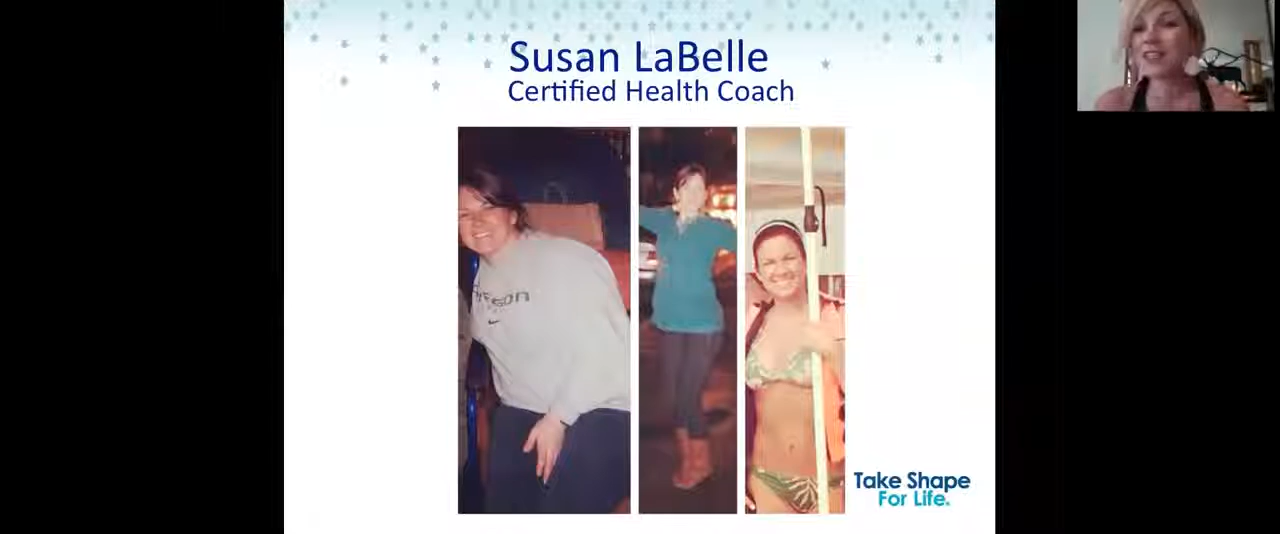 Susan LaBelle
Certified Health Coach
Take Shape
For Life.